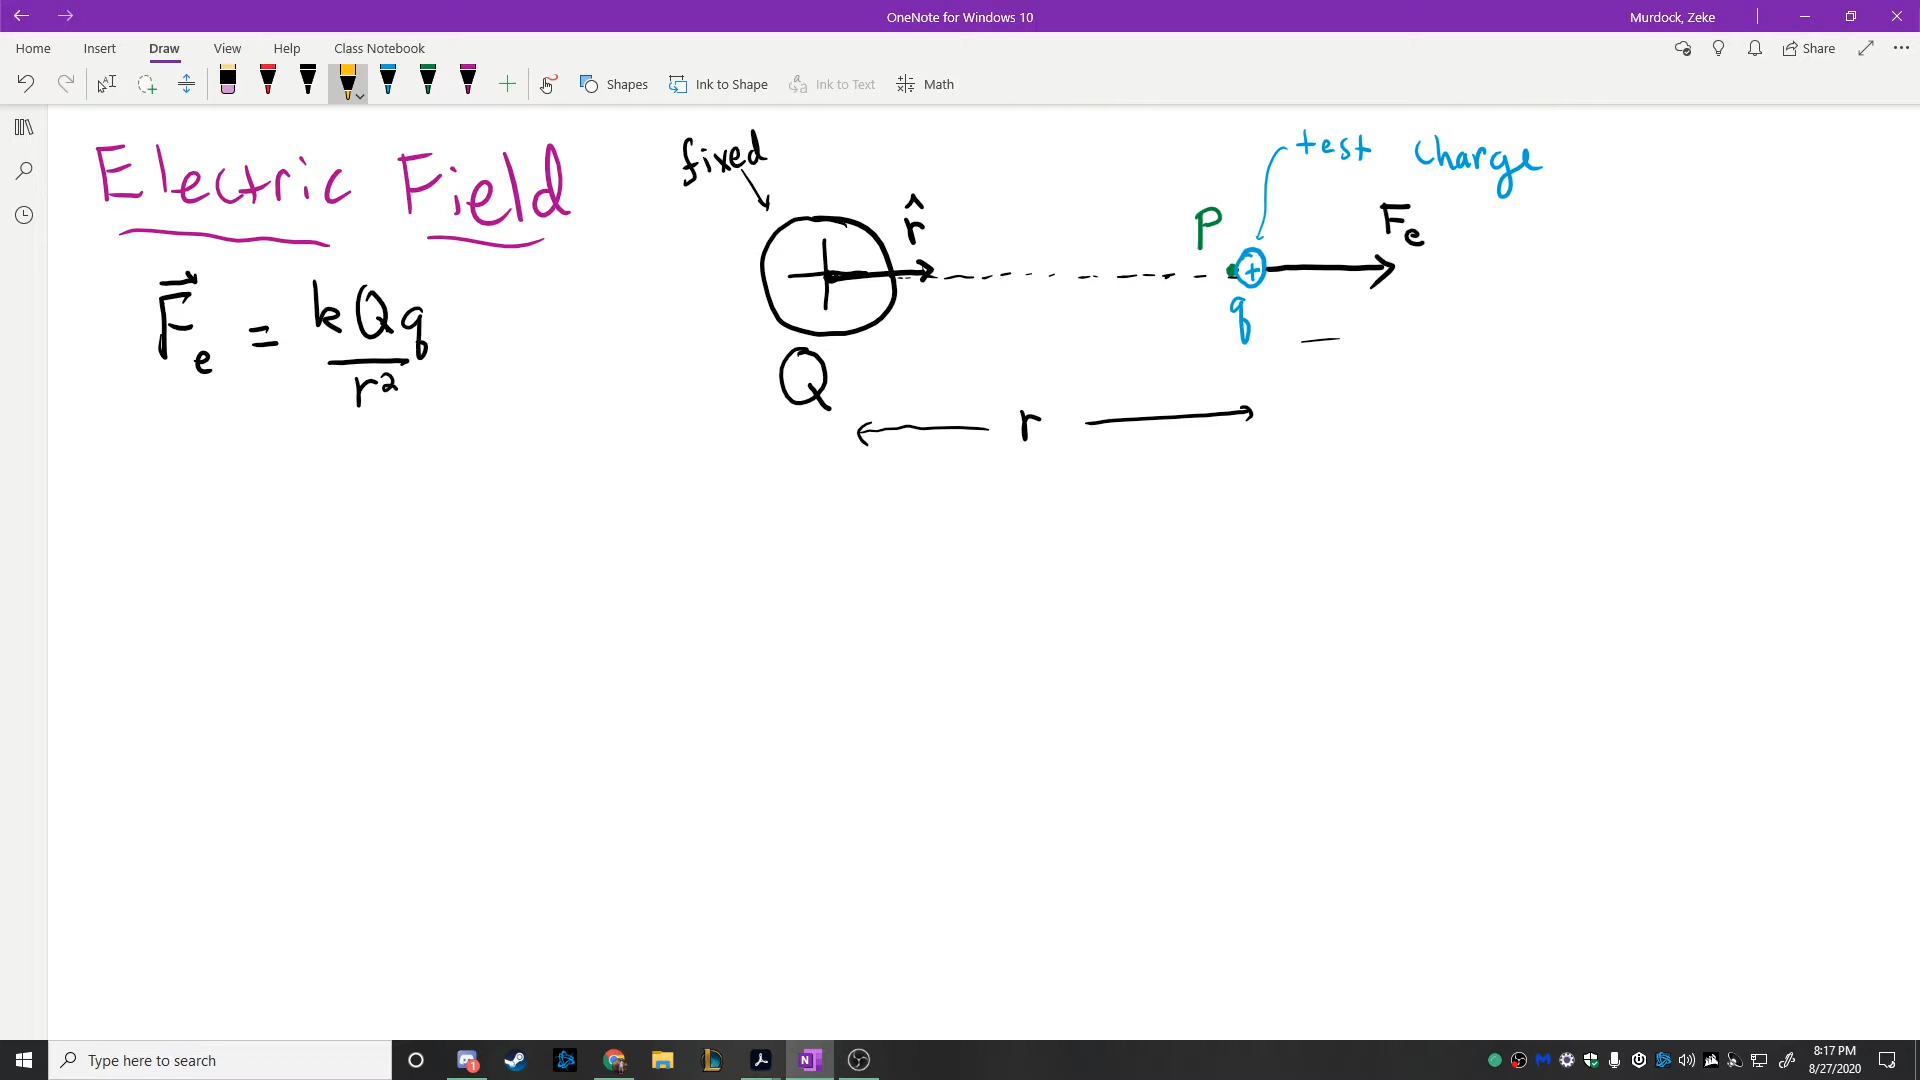 OneNote for Windows 10
Murdock, Zeke
Home Insert Draw View Help Class Notebook
Share
Shapes Ink to Shape Ink to Text Math
Electric Field
fixed
test charge
r̂
P
Fe
+
+
q
Q
r
F⃗e = kQq
r²
Type here to search
1
8:17 PM
8/27/2020